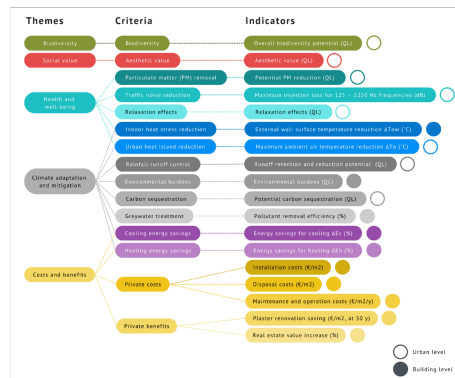 Themes Criteria Indicators
Biodiversity Biodiversity Overall biodiversity potential (QL)
Social value Aesthetic value Aesthetic value (QL)
Particulate matter (PM) removal Potential PM reduction (QL)
Health and
well-being
Traffic noise reduction Maximum insertion loss for 125 – 1250 Hz frequencies (dB)
Relaxation effects Relaxation effects (QL)
Indoor heat stress reduction External wall surface temperature reduction ΔTow (˚C)
Urban heat island reduction Maximum ambient air temperature reduction ΔTo (˚C)
Rainfall runoff control Runoff retention and reduction potential (QL)
Climate adaptation
and mitigation
Environmental burdens Environmental burdens (QL)
Carbon sequestration Potential carbon sequestration (QL)
Greywater treatment Pollutant removal efficiency (%)
Cooling energy savings Energy savings for cooling ΔEc (%)
Heating energy savings Energy savings for heating ΔEh (%)
Installation costs (€/m2)
Costs and benefits
Private costs Disposal costs (€/m2)
Maintenance and operation costs (€/m2/y)
Private benefits Plaster renovation saving (€/m2, at 50 y)
Real estate value increase (%)
Urban level
Building level